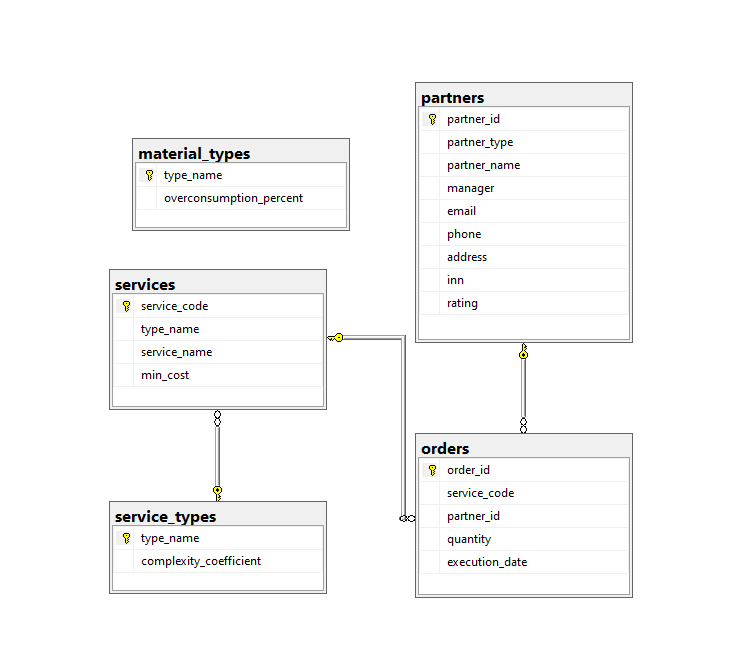 material_types
type_name
overconsumption_percent
services
service_code
type_name
service_name
min_cost
service_types
type_name
complexity_coefficient
partners
partner_id
partner_type
partner_name
manager
email
phone
address
inn
rating
orders
order_id
service_code
partner_id
quantity
execution_date